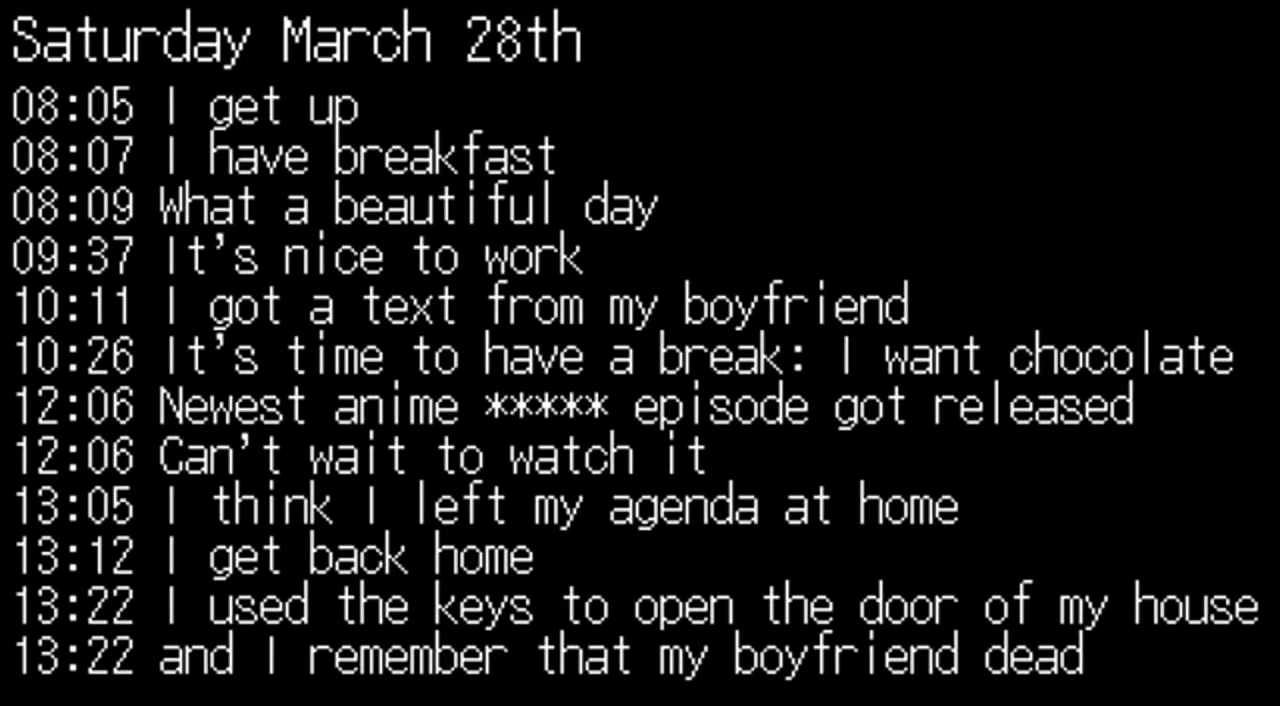 Saturday March 28th
08:05 I get up
08:07 I have breakfast
08:09 What a beautiful day
09:37 It's nice to work
10:11 I got a text from my boyfriend
10:26 It's time to have a break: I want chocolate
12:06 Newest anime ***** episode got released
12:06 Can't wait to watch it
13:05 I think I left my agenda at home
13:12 I get back home
13:22 I used the keys to open the door of my house
13:22 and I remember that my boyfriend dead